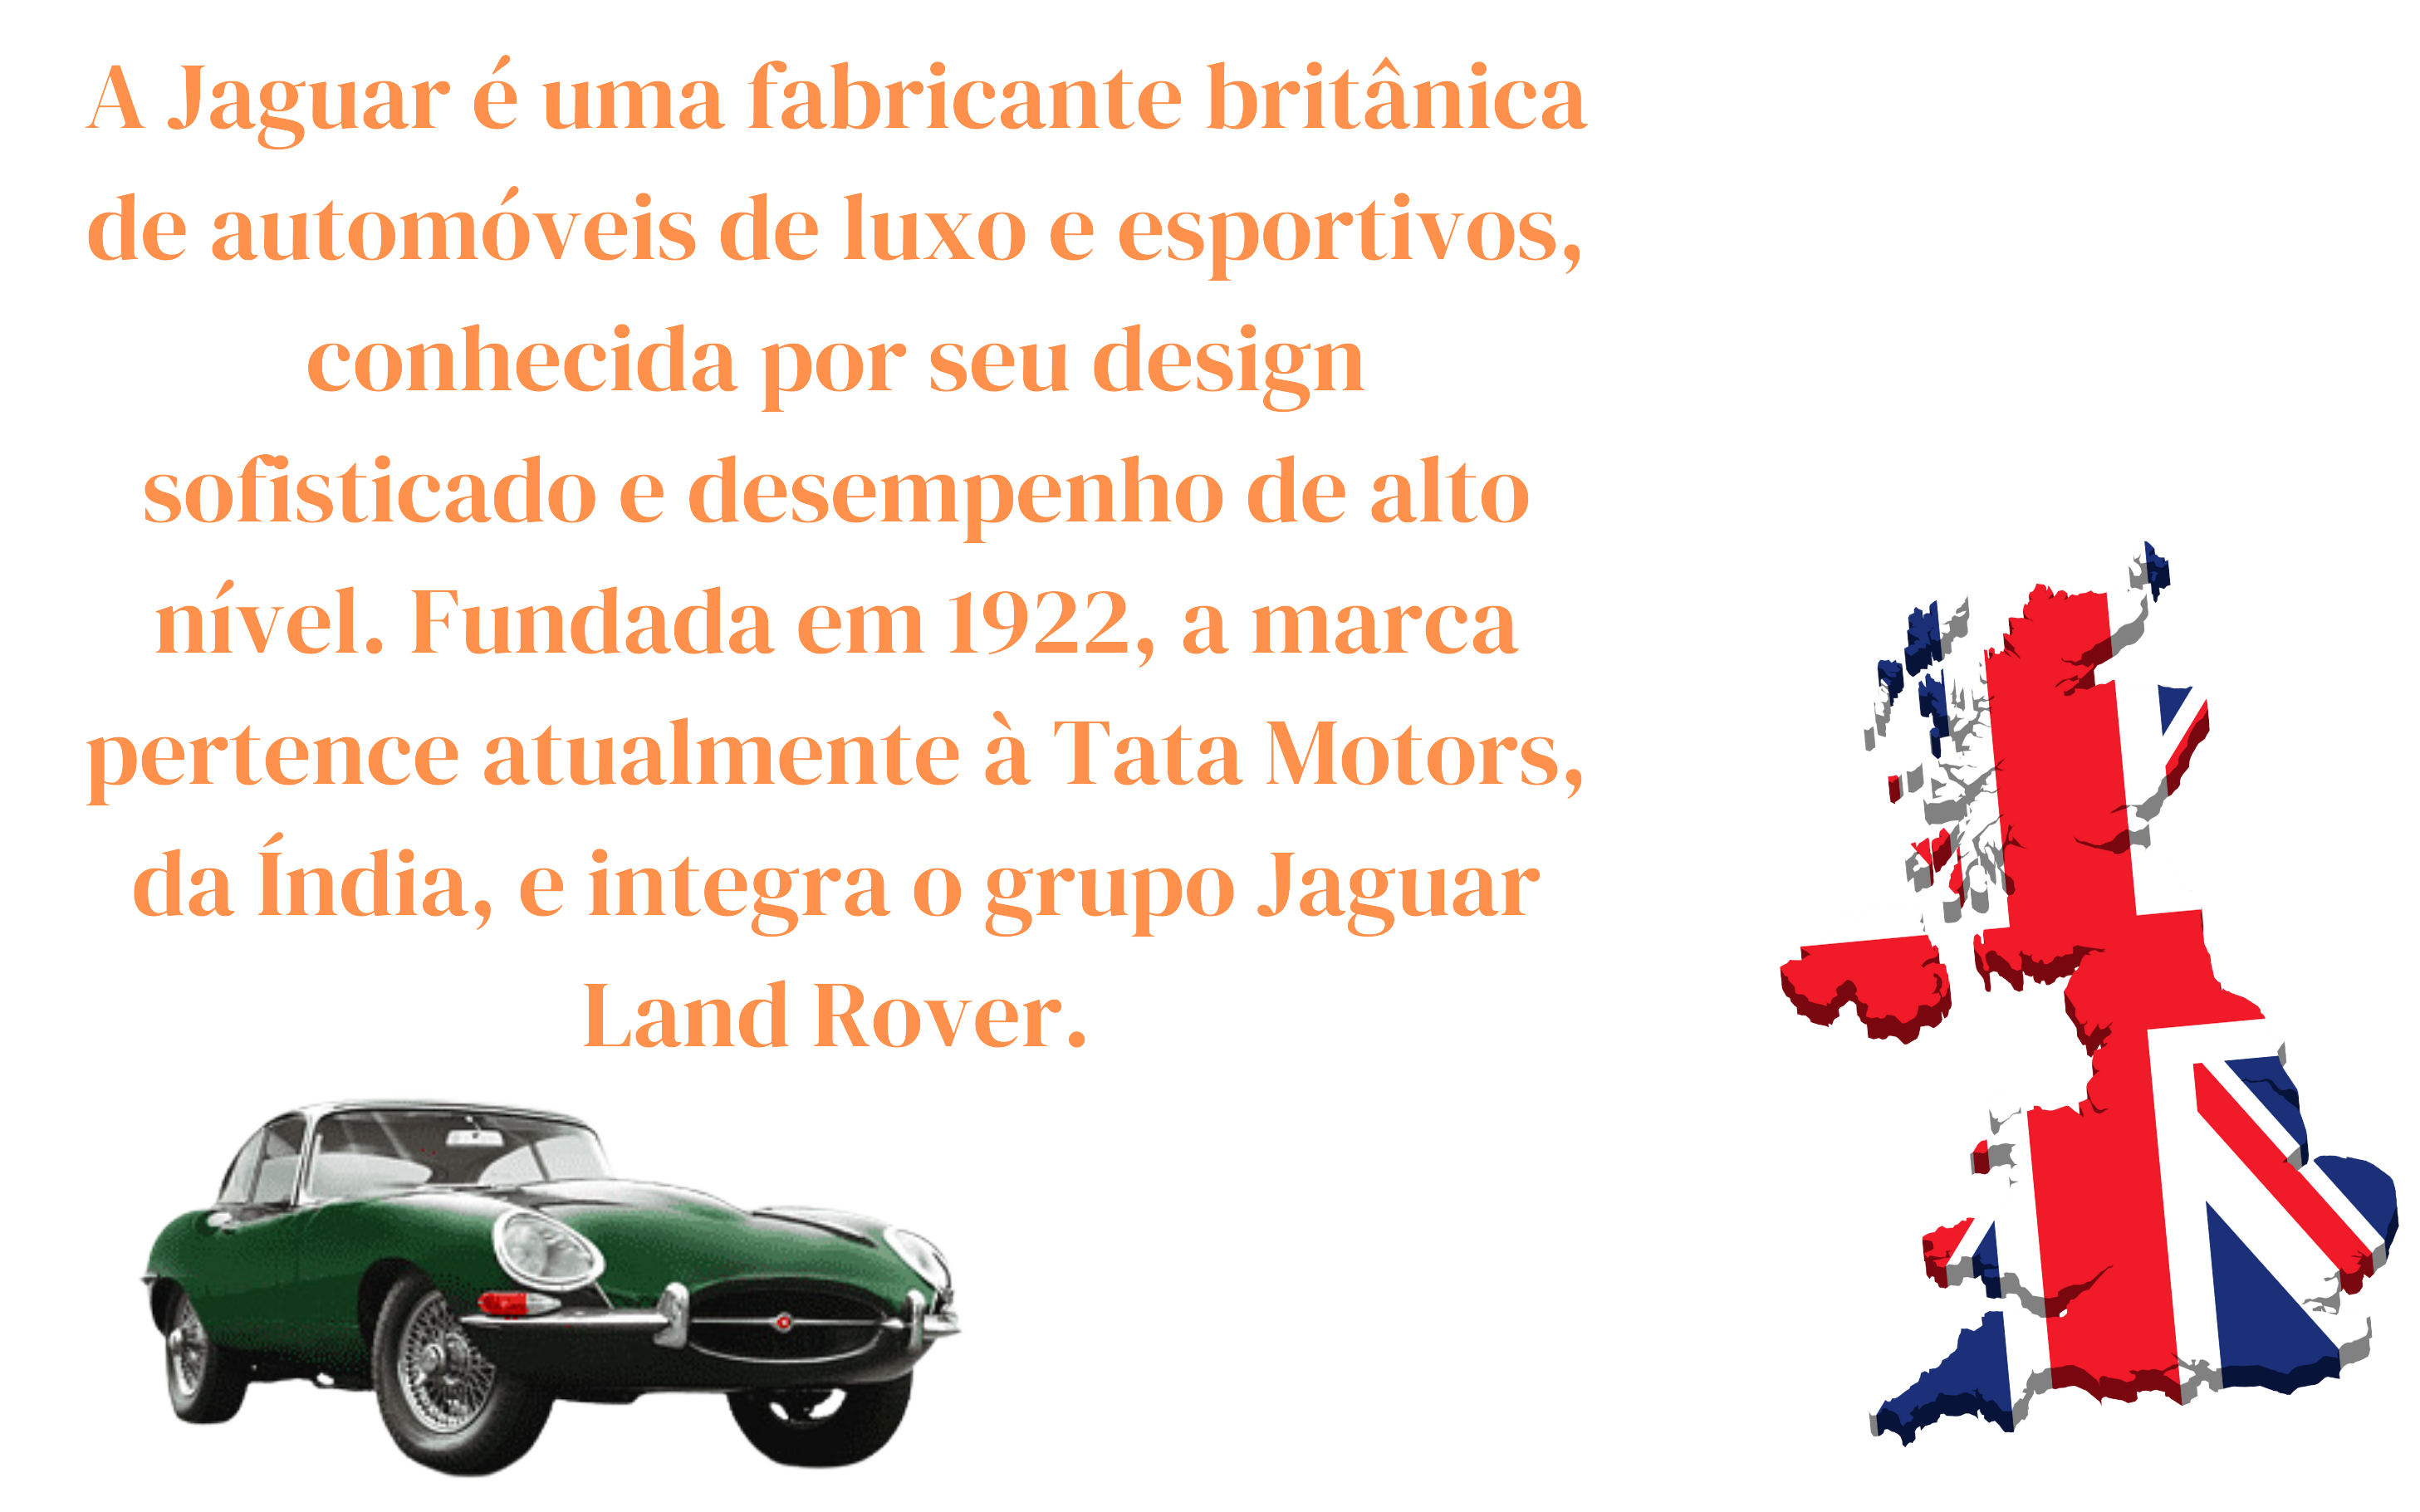 A Jaguar é uma fabricante britânica
de automóveis de luxo e esportivos,
conhecida por seu design
sofisticado e desempenho de alto
nível. Fundada em 1922, a marca
pertence atualmente à Tata Motors,
da Índia, e integra o grupo Jaguar
Land Rover.